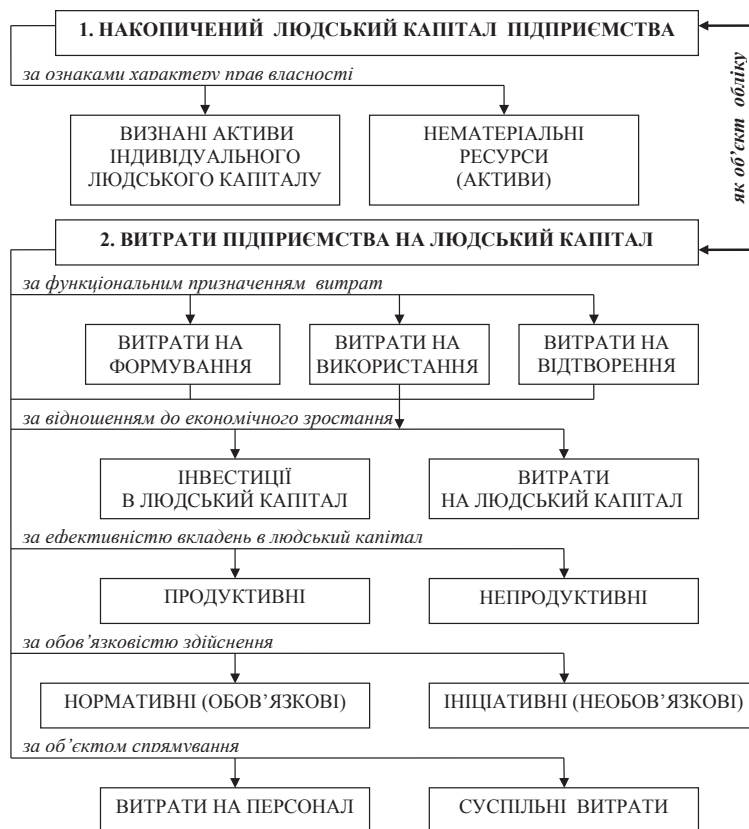 1. НАКОПИЧЕНИЙ ЛЮДСЬКИЙ КАПІТАЛ ПІДПРИЄМСТВА
за ознаками характеру прав власності
як об’єкт обліку
ВИЗНАНІ АКТИВИ
ІНДИВІДУАЛЬНОГО
ЛЮДСЬКОГО КАПІТАЛУ
НЕМАТЕРІАЛЬНІ
РЕСУРСИ
(АКТИВИ)
2. ВИТРАТИ ПІДПРИЄМСТВА НА ЛЮДСЬКИЙ КАПІТАЛ
за функціональним призначенням витрат
ВИТРАТИ НА
ФОРМУВАННЯ
ВИТРАТИ НА
ВИКОРИСТАННЯ
ВИТРАТИ НА
ВІДТВОРЕННЯ
за відношенням до економічного зростання
ІНВЕСТИЦІЇ
В ЛЮДСЬКИЙ КАПІТАЛ
ВИТРАТИ
НА ЛЮДСЬКИЙ КАПІТАЛ
за ефективністю вкладень в людський капітал
ПРОДУКТИВНІ
НЕПРОДУКТИВНІ
за обов’язковістю здійснення
НОРМАТИВНІ (ОБОВ’ЯЗКОВІ)
ІНІЦІАТИВНІ (НЕОБОВ’ЯЗКОВІ)
за об’єктом спрямування
ВИТРАТИ НА ПЕРСОНАЛ
СУСПІЛЬНІ ВИТРАТИ